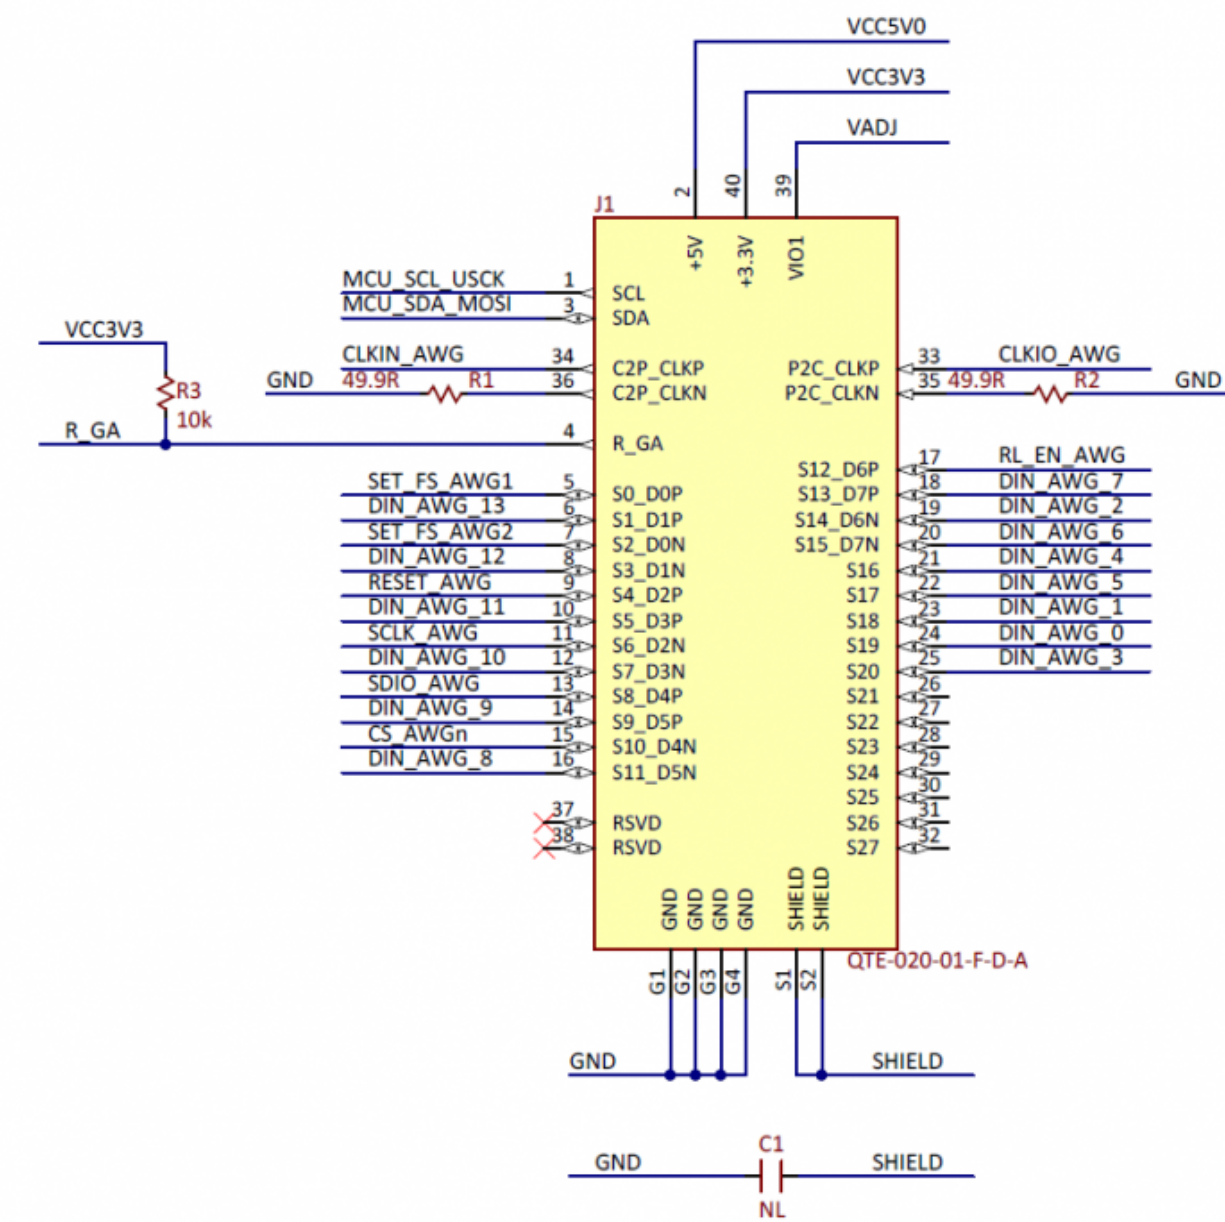 VCC5V0
VCC3V3
VADJ
2 40 39
J1
+5V +3.3V VIO1
MCU_SCL_USCK 1 SCL
MCU_SDA_MOSI 3 SDA
VCC3V3
CLKIN_AWG 34 C2P_CLKP P2C_CLKP 33 CLKIO_AWG
GND 49.9R R1 36 C2P_CLKN P2C_CLKN 35 49.9R R2 GND
R3
10k
R_GA 4 R_GA
S12_D6P 17 RL_EN_AWG
SET_FS_AWG1 5 S0_D0P S13_D7P 18 DIN_AWG_7
DIN_AWG_13 6 S1_D1P S14_D6N 19 DIN_AWG_2
SET_FS_AWG2 7 S2_D0N S15_D7N 20 DIN_AWG_6
DIN_AWG_12 8 S3_D1N S16 21 DIN_AWG_4
RESET_AWG 9 S4_D2P S17 22 DIN_AWG_5
DIN_AWG_11 10 S5_D3P S18 23 DIN_AWG_1
SCLK_AWG 11 S6_D2N S19 24 DIN_AWG_0
DIN_AWG_10 12 S7_D3N S20 25 DIN_AWG_3
SDIO_AWG 13 S8_D4P S21 26
DIN_AWG_9 14 S9_D5P S22 27
CS_AWGn 15 S10_D4N S23 28
DIN_AWG_8 16 S11_D5N S24 29
S25 30
37 RSVD S26 31
38 RSVD S27 32
GND GND GND GND SHIELD SHIELD
QTE-020-01-F-D-A
G1 G2 G3 G4 S1 S2
GND SHIELD
C1
GND SHIELD
NL